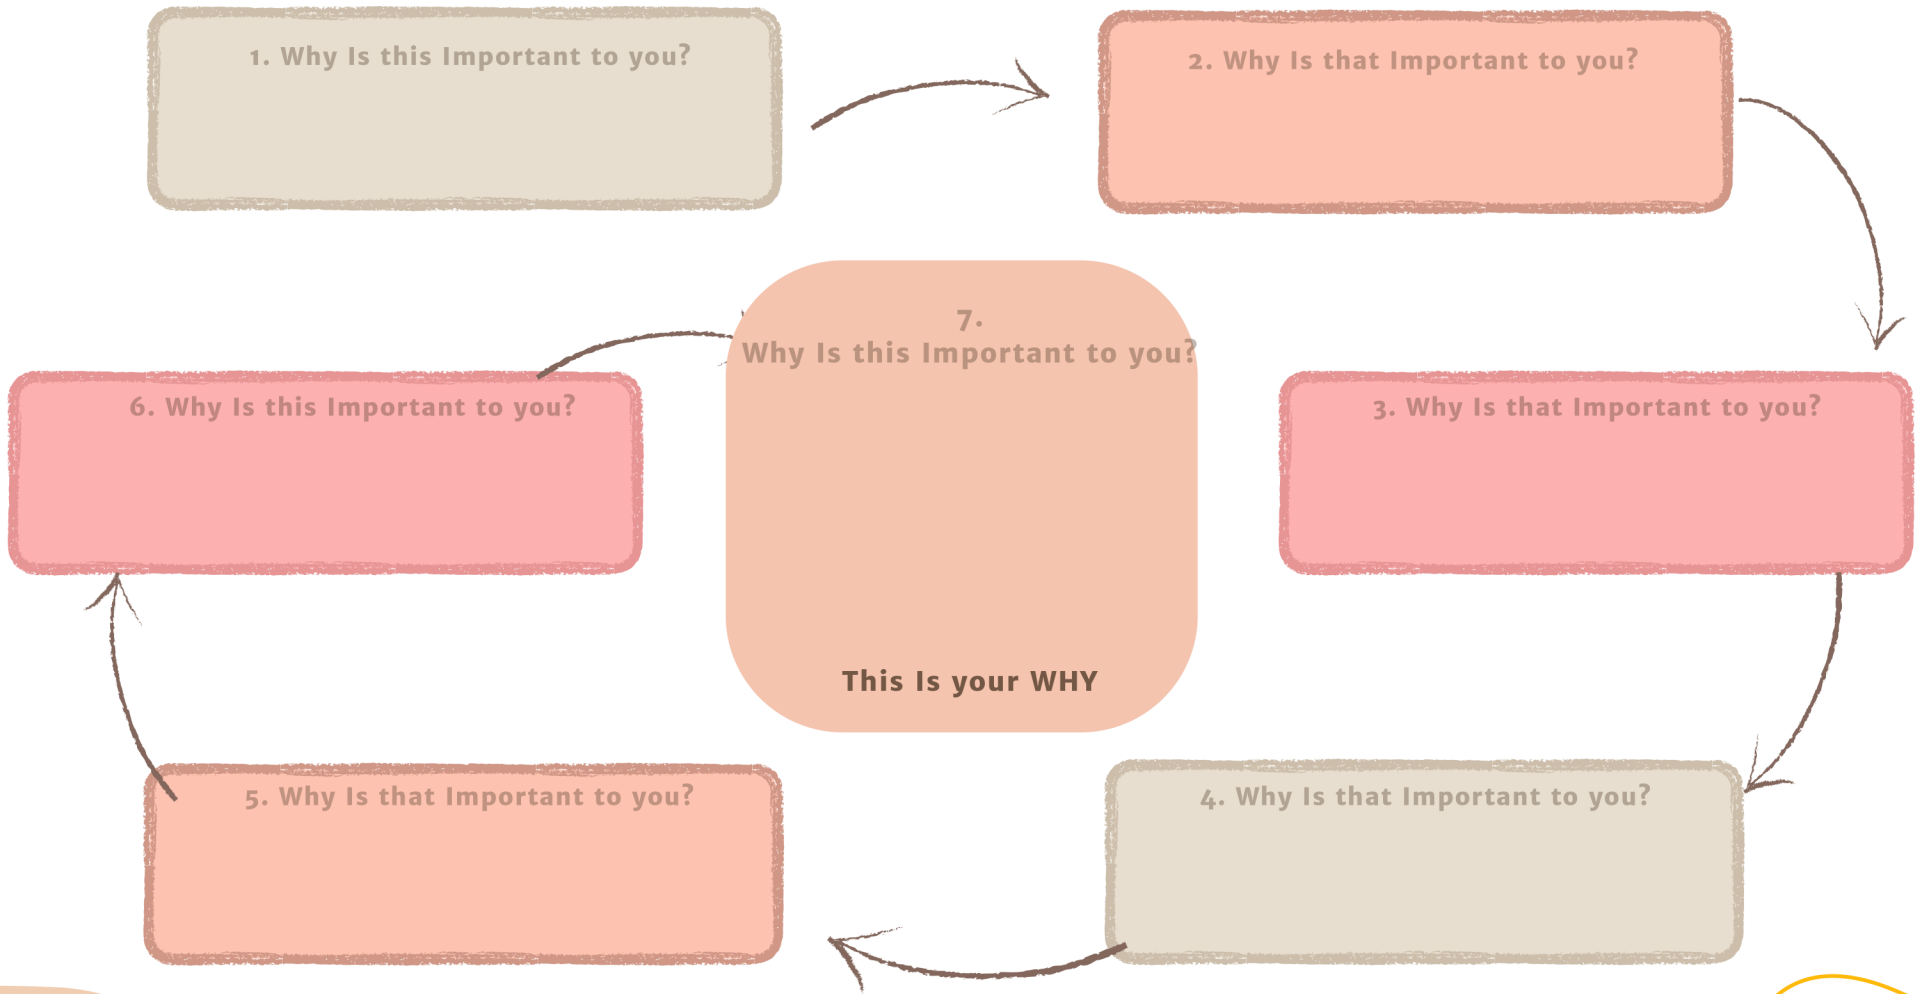 1. Why Is this Important to you?
2. Why Is that Important to you?
3. Why Is that Important to you?
4. Why Is that Important to you?
5. Why Is that Important to you?
6. Why Is this Important to you?
7.
Why Is this Important to you?
This Is your WHY